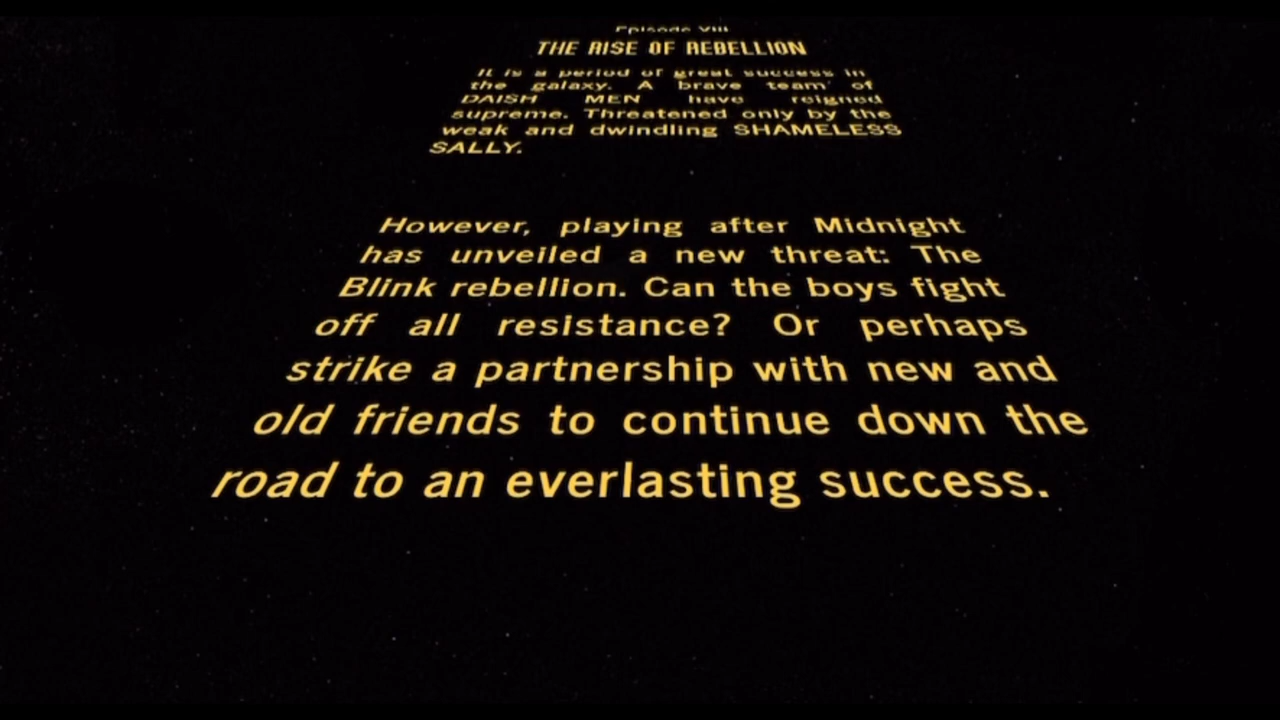 Episode VIII
THE RISE OF REBELLION
It is a period of great success in
the galaxy. A brave team of
DAISH MEN have reigned
supreme. Threatened only by the
weak and dwindling SHAMELESS
SALLY.
However, playing after Midnight
has unveiled a new threat: The
Blink rebellion. Can the boys fight
off all resistance? Or perhaps
strike a partnership with new and
old friends to continue down the
road to an everlasting success.